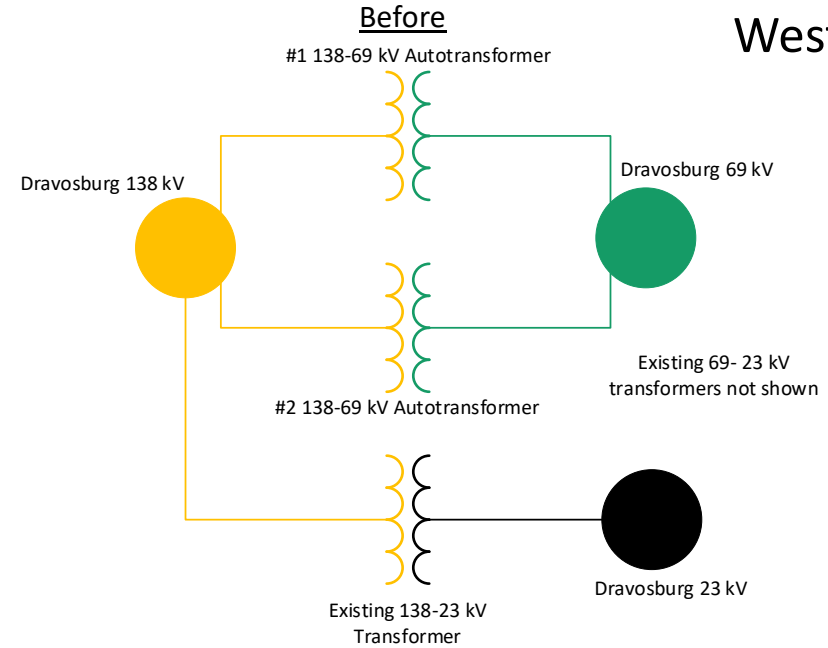 Before
West
#1 138-69 kV Autotransformer
Dravosburg 138 kV
Dravosburg 69 kV
Existing 69- 23 kV
transformers not shown
#2 138-69 kV Autotransformer
Dravosburg 23 kV
Existing 138-23 kV
Transformer